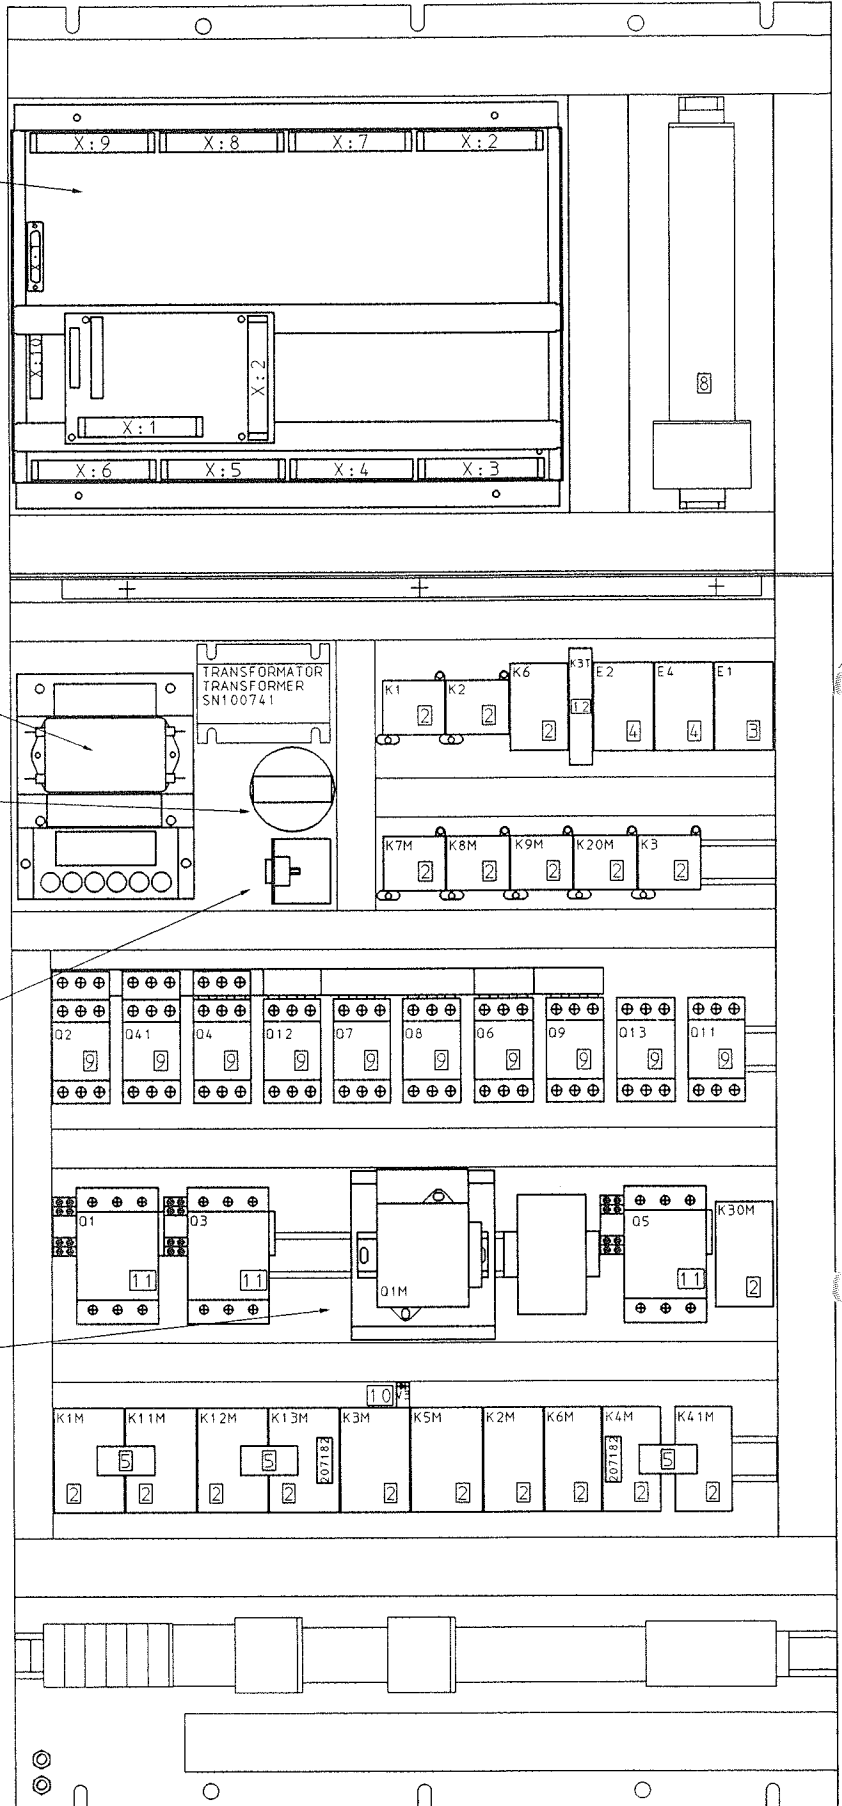 X:9 X:8 X:7 X:2
X:11
X:10
X:2
X:1
X:6 X:5 X:4 X:3
8
TRANSFORMATOR
TRANSFORMER
SN100741
K1 K2 K6 K3T E2 E4 E1
2 2 2 12 4 4 3
K7M K8M K9M K20M K3
2 2 2 2 2
Q2 Q41 Q4 Q12 Q7 Q8 Q6 Q9 Q13 Q11
9 9 9 9 9 9 9 9 9 9
Q1 Q3 Q5 K30M
11 11 11 2
Q1M
10 V3
K1M K11M K12M K13M K3M K5M K2M K6M K4M K41M
5 5 207182 207182 5
2 2 2 2 2 2 2 2 2 2